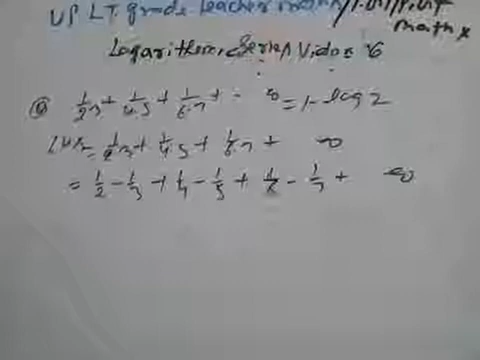 UP LT. grade teacher
math
Logarithmic Series Video 6
1/2.3 + 1/4.5 + 1/6.7 + - ∞ = 1 - log 2
LHS = 1/2.3 + 1/4.5 + 1/6.7 + ∞
= 1/2 - 1/3 + 1/4 - 1/5 + 1/6 - 1/7 + ∞